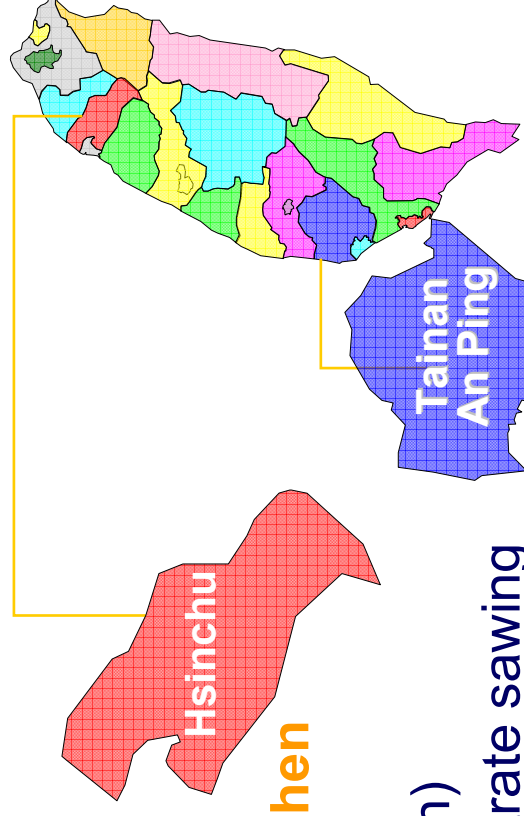 Tainan
An Ping
Hsinchu
hen
n)
rate sawing